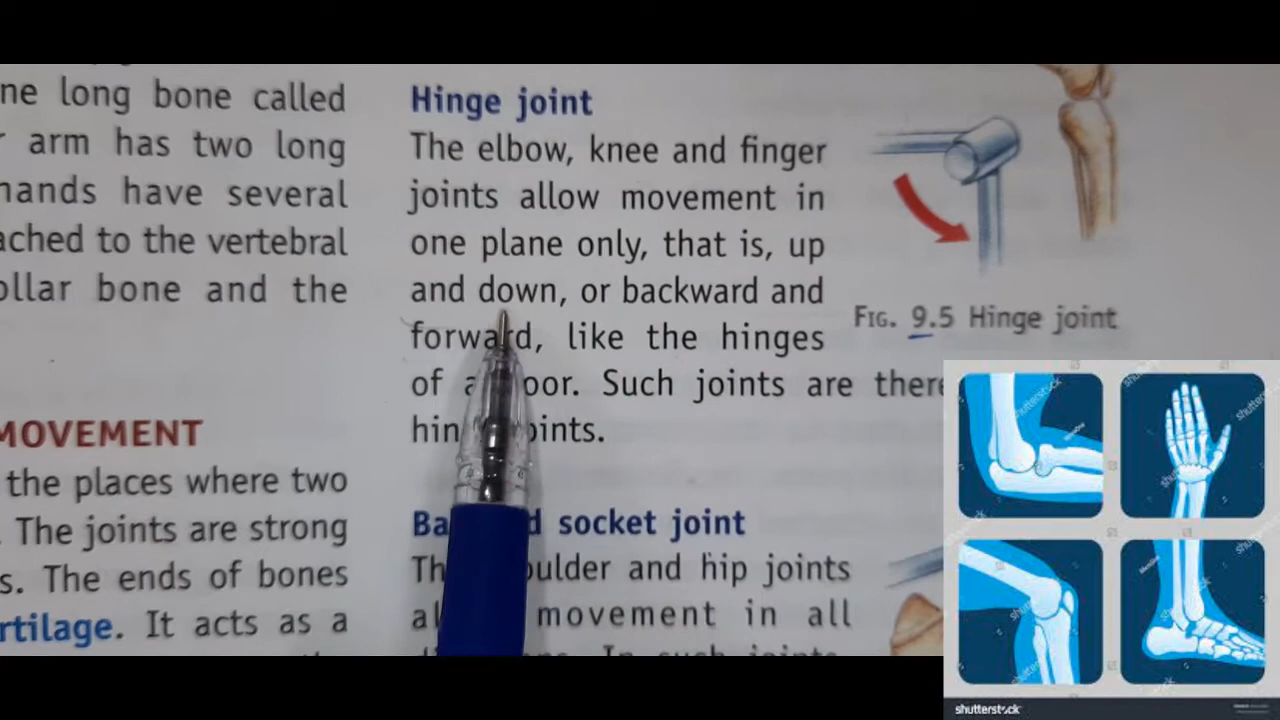 ne long bone called
arm has two long
hands have several
ached to the vertebral
ollar bone and the
MOVEMENT
the places where two
. The joints are strong
s. The ends of bones
rtilage. It acts as a
Hinge joint
The elbow, knee and finger
joints allow movement in
one plane only, that is, up
and down, or backward and
forward, like the hinges
of a oor. Such joints are there
hin oints.
Ba d socket joint
Th oulder and hip joints
al movement in all
FIG. 9.5 Hinge joint
shutterstock